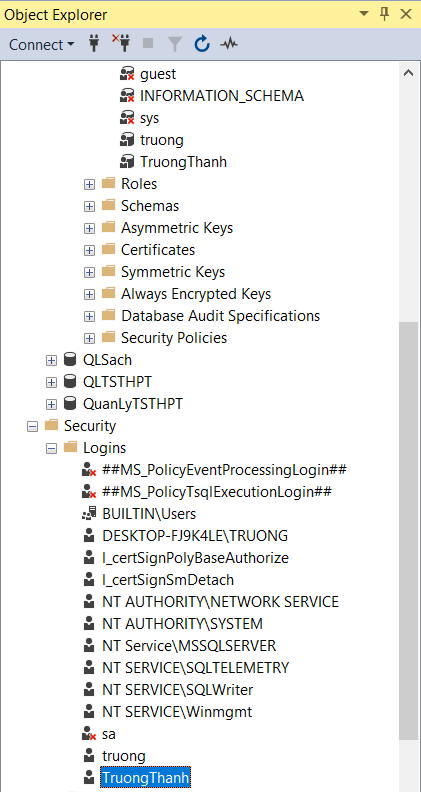 Object Explorer
Connect
guest
INFORMATION_SCHEMA
sys
truong
TruongThanh
Roles
Schemas
Asymmetric Keys
Certificates
Symmetric Keys
Always Encrypted Keys
Database Audit Specifications
Security Policies
QLSach
QLTSTHPT
QuanLyTSTHPT
Security
Logins
##MS_PolicyEventProcessingLogin##
##MS_PolicyTsqlExecutionLogin##
BUILTIN\Users
DESKTOP-FJ9K4LE\TRUONG
l_certSignPolyBaseAuthorize
l_certSignSmDetach
NT AUTHORITY\NETWORK SERVICE
NT AUTHORITY\SYSTEM
NT Service\MSSQLSERVER
NT SERVICE\SQLTELEMETRY
NT SERVICE\SQLWriter
NT SERVICE\Winmgmt
sa
truong
TruongThanh